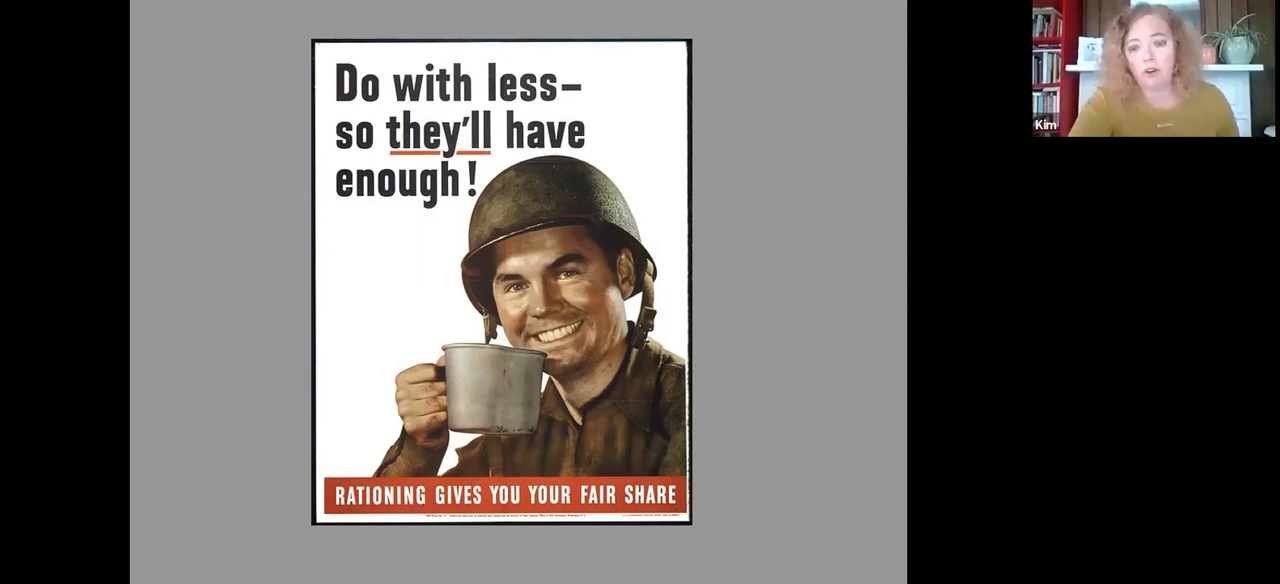 Do with less–
so they'll have
enough!
RATIONING GIVES YOU YOUR FAIR SHARE
Kim